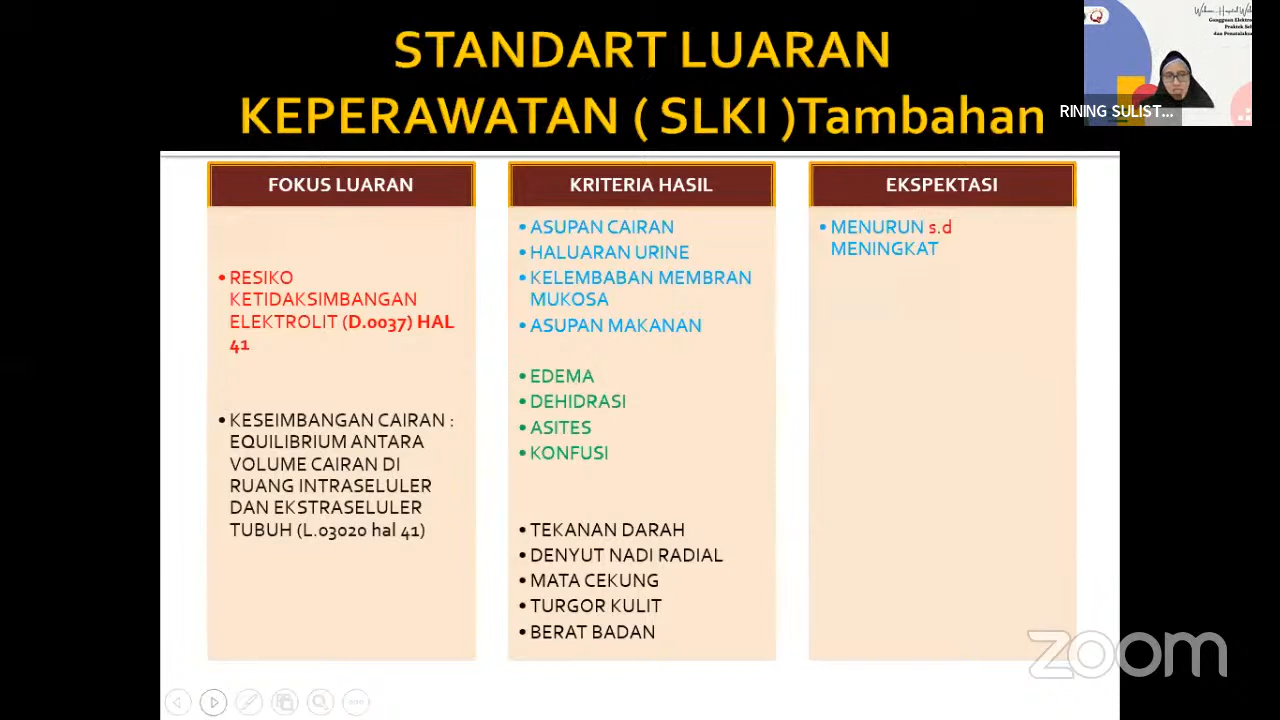 STANDART LUARAN
KEPERAWATAN ( SLKI )Tambahan
RINING SULIST...
FOKUS LUARAN
• RESIKO
KETIDAKSIMBANGAN
ELEKTROLIT (D.0037) HAL
41
• KESEIMBANGAN CAIRAN :
EQUILIBRIUM ANTARA
VOLUME CAIRAN DI
RUANG INTRASELULER
DAN EKSTRASELULER
TUBUH (L.03020 hal 41)
KRITERIA HASIL
• ASUPAN CAIRAN
• HALUARAN URINE
• KELEMBABAN MEMBRAN
MUKOSA
• ASUPAN MAKANAN
• EDEMA
• DEHIDRASI
• ASITES
• KONFUSI
• TEKANAN DARAH
• DENYUT NADI RADIAL
• MATA CEKUNG
• TURGOR KULIT
• BERAT BADAN
EKSPEKTASI
• MENURUN s.d
MENINGKAT
zoom